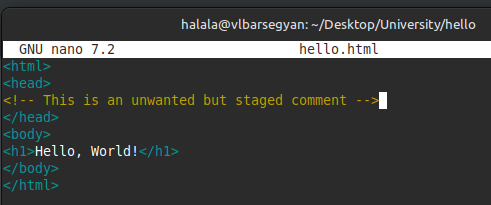 halala@vlbarsegyan: ~/Desktop/University/hello
GNU nano 7.2 hello.html
<html>
<head>
<!-- This is an unwanted but staged comment -->
</head>
<body>
<h1>Hello, World!</h1>
</body>
</html>